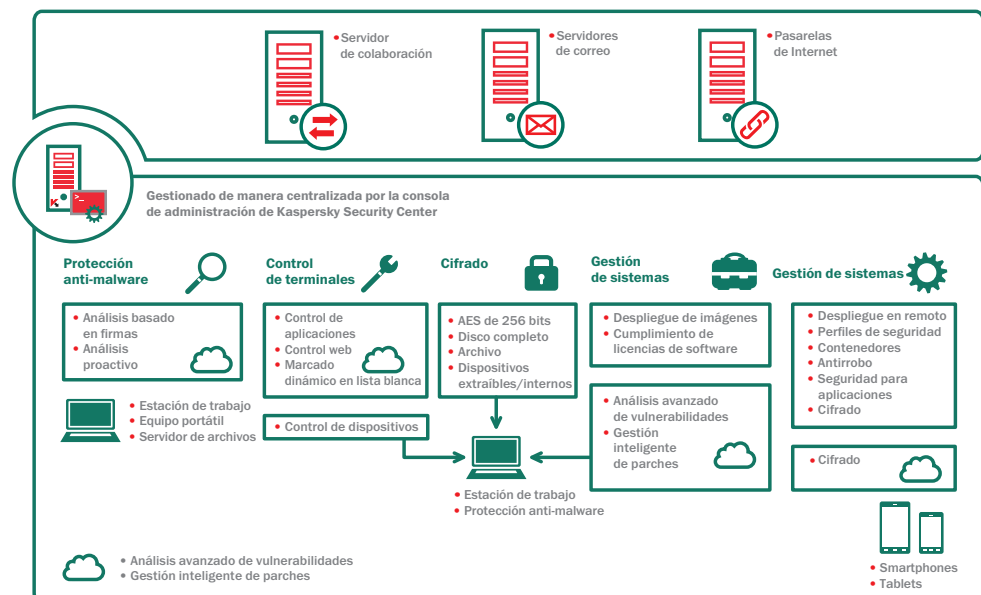 • Servidor
de colaboración
• Servidores
de correo
• Pasarelas
de Internet
>_
K
Gestionado de manera centralizada por la consola
de administración de Kaspersky Security Center
Protección
anti-malware
• Análisis basado
en firmas
• Análisis
proactivo
• Estación de trabajo
• Equipo portátil
• Servidor de archivos
Control
de terminales
• Control de
aplicaciones
• Control web
• Marcado
dinámico en lista blanca
• Control de dispositivos
Cifrado
• AES de 256 bits
• Disco completo
• Archivo
• Dispositivos
extraíbles/internos
• Estación de trabajo
• Protección anti-malware
Gestión
de sistemas
• Despliegue de imágenes
• Cumplimiento de
licencias de software
• Análisis avanzado
de vulnerabilidades
• Gestión
inteligente
de parches
Gestión de sistemas
• Despliegue en remoto
• Perfiles de seguridad
• Contenedores
• Antirrobo
• Seguridad para
aplicaciones
• Cifrado
• Cifrado
• Smartphones
• Tablets
• Análisis avanzado de vulnerabilidades
• Gestión inteligente de parches